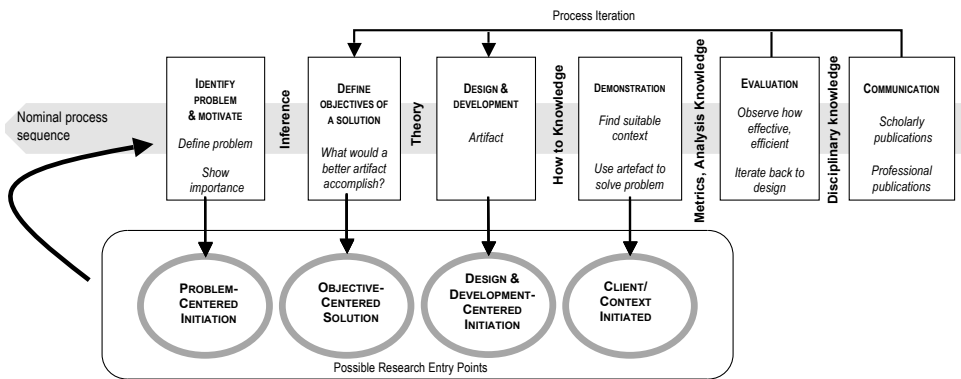 Process Iteration
Nominal process
sequence
IDENTIFY
PROBLEM
& MOTIVATE
Define problem
Show
importance
Inference
DEFINE
OBJECTIVES OF
A SOLUTION
What would a
better artifact
accomplish?
Theory
DESIGN &
DEVELOPMENT
Artifact
How to Knowledge
DEMONSTRATION
Find suitable
context
Use artefact to
solve problem
Metrics, Analysis Knowledge
EVALUATION
Observe how
effective,
efficient
Iterate back to
design
Disciplinary knowledge
COMMUNICATION
Scholarly
publications
Professional
publications
PROBLEM-
CENTERED
INITIATION
OBJECTIVE-
CENTERED
SOLUTION
DESIGN &
DEVELOPMENT-
CENTERED
INITIATION
CLIENT/
CONTEXT
INITIATED
Possible Research Entry Points